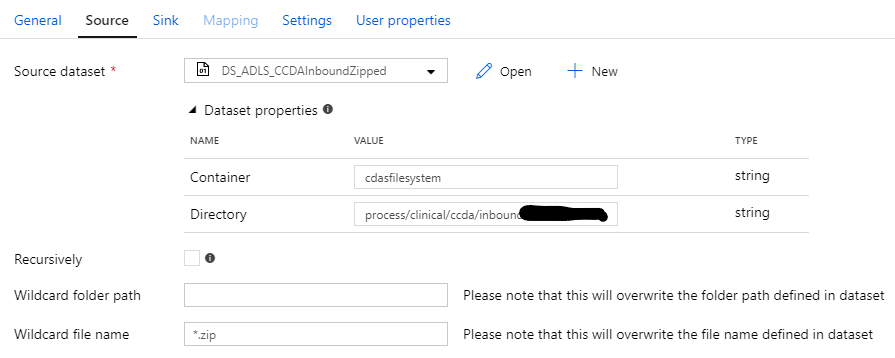 General Source Sink Mapping Settings User properties
Source dataset * DS_ADLS_CCDAInboundZipped Open New
Dataset properties
NAME VALUE TYPE
Container cdasfilesystem string
Directory process/clinical/ccda/inbound string
Recursively
Wildcard folder path Please note that this will overwrite the folder path defined in dataset
Wildcard file name *.zip Please note that this will overwrite the file name defined in dataset